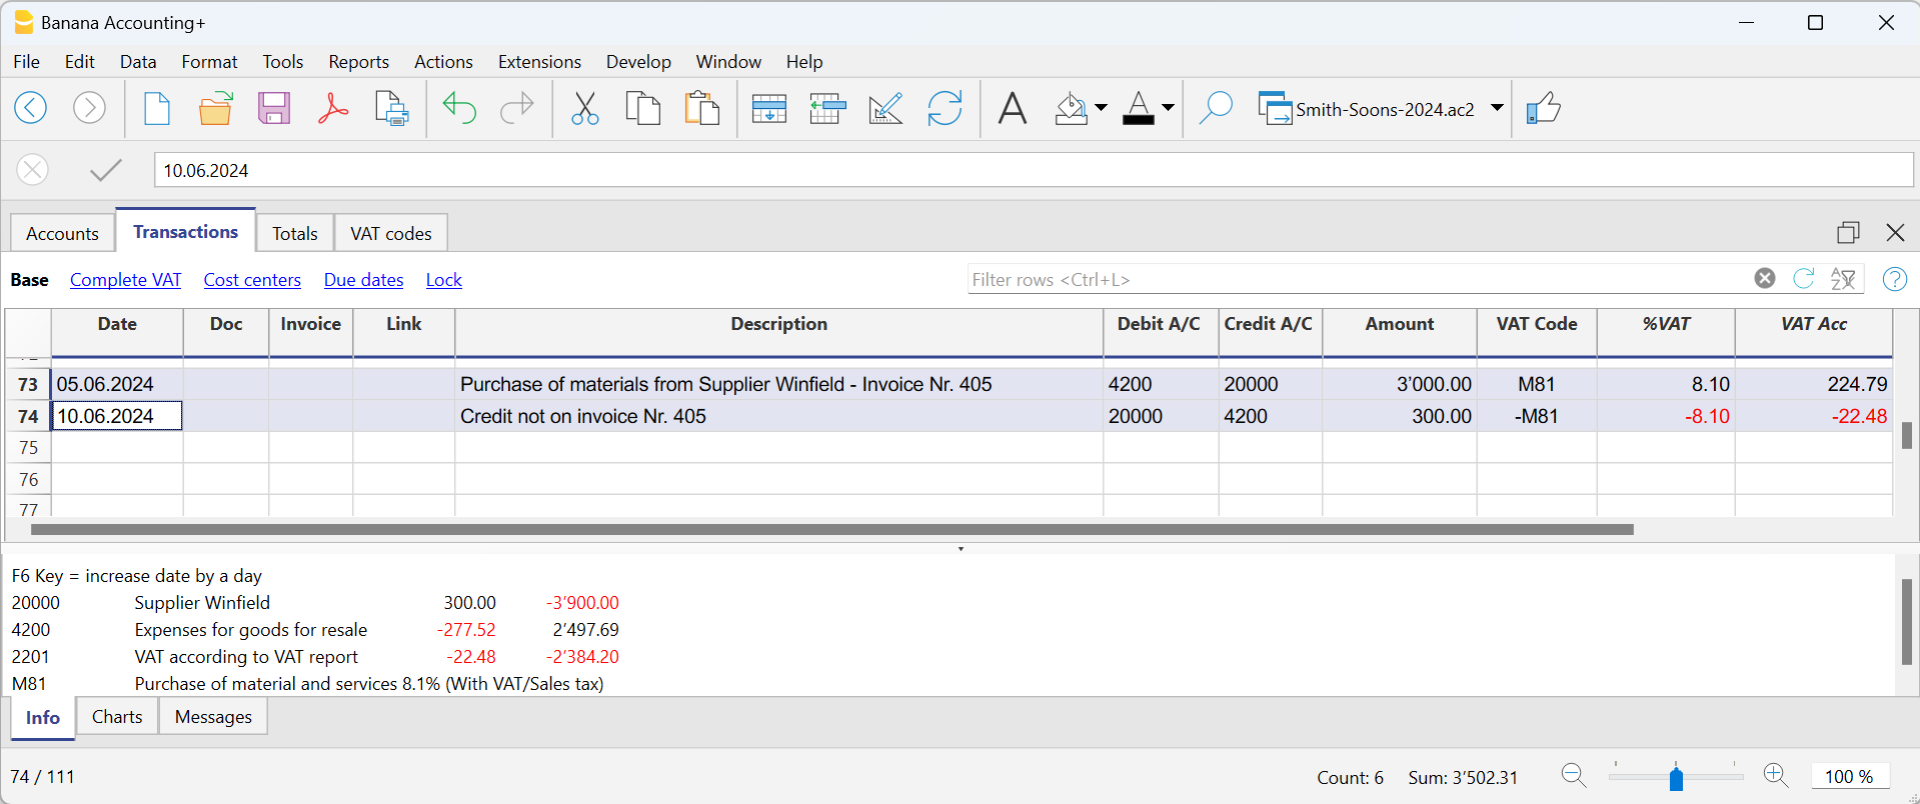 Banana Accounting+
File Edit Data Format Tools Reports Actions Extensions Develop Window Help
Smith-Soons-2024.ac2
10.06.2024
Accounts Transactions Totals VAT codes
Base Complete VAT Cost centers Due dates Lock Filter rows <Ctrl+L>
Date Doc Invoice Link Description Debit A/C Credit A/C Amount VAT Code %VAT VAT Acc
73 05.06.2024 Purchase of materials from Supplier Winfield - Invoice Nr. 405 4200 20000 3'000.00 M81 8.10 224.79
74 10.06.2024 Credit not on invoice Nr. 405 20000 4200 300.00 -M81 -8.10 -22.48
75
76
77
F6 Key = increase date by a day
20000 Supplier Winfield 300.00 -3'900.00
4200 Expenses for goods for resale -277.52 2'497.69
2201 VAT according to VAT report -22.48 -2'384.20
M81 Purchase of material and services 8.1% (With VAT/Sales tax)
Info Charts Messages
74 / 111 Count: 6 Sum: 3'502.31 100 %